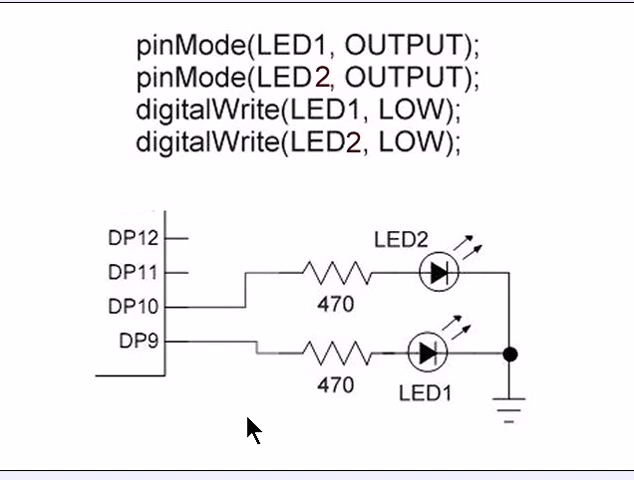 pinMode(LED1, OUTPUT);
pinMode(LED2, OUTPUT);
digitalWrite(LED1, LOW);
digitalWrite(LED2, LOW);
LED2
DP12
DP11
470
DP10
DP9
470
LED1